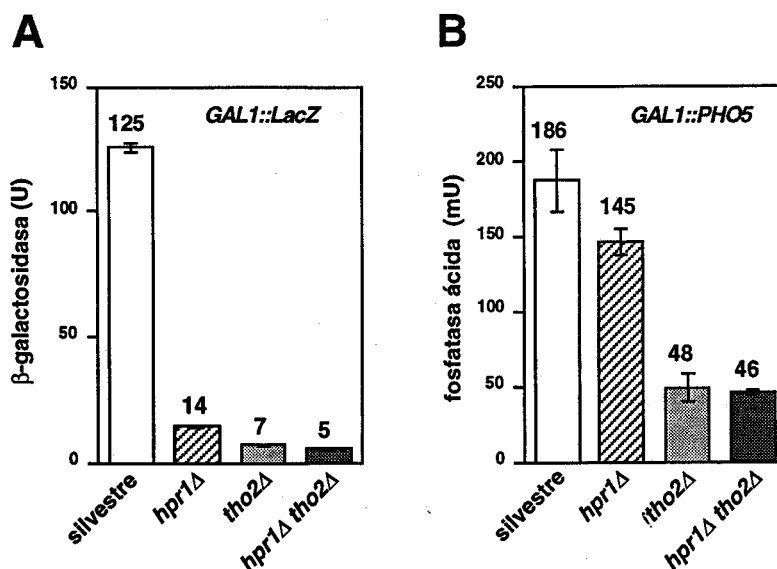 A
GAL1::LacZ
β-galactosidasa (U)
150
100
50
0
125
14
7
5
silvestre
hpr1Δ
tho2Δ
hpr1Δ tho2Δ
B
GAL1::PHO5
fosfatasa ácida (mU)
250
200
150
100
50
0
186
145
48
46
silvestre
hpr1Δ
tho2Δ
hpr1Δ tho2Δ